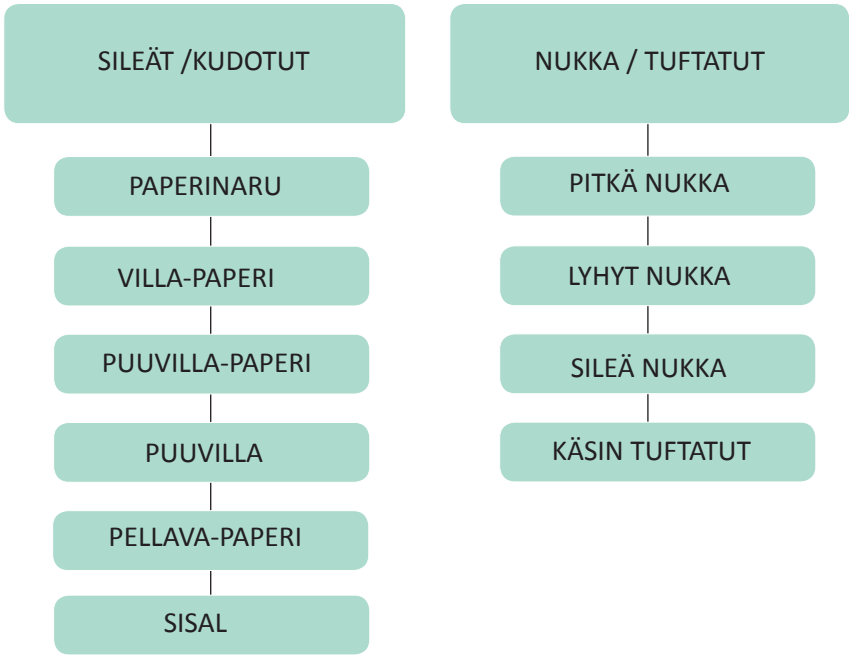 SILEÄT /KUDOTUT
PAPERINARU
VILLA-PAPERI
PUUVILLA-PAPERI
PUUVILLA
PELLAVA-PAPERI
SISAL
NUKKA / TUFTATUT
PITKÄ NUKKA
LYHYT NUKKA
SILEÄ NUKKA
KÄSIN TUFTATUT